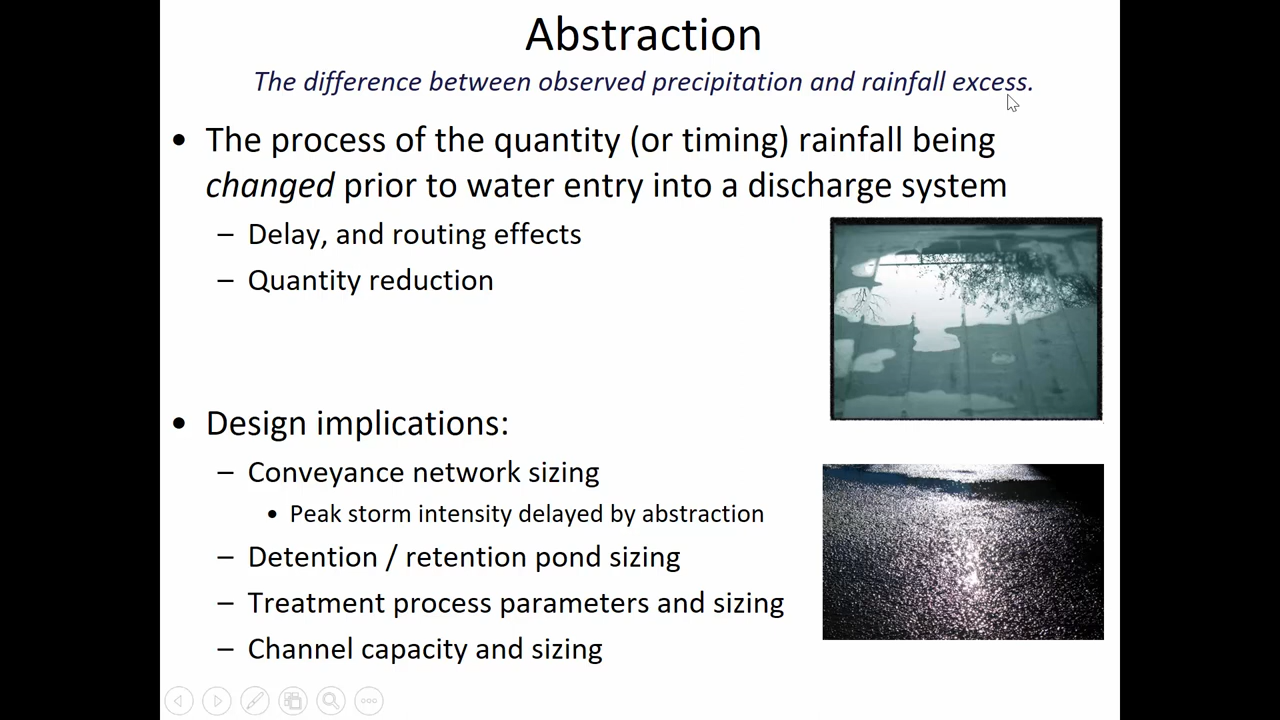 Abstraction
The difference between observed precipitation and rainfall excess.
• The process of the quantity (or timing) rainfall being
changed prior to water entry into a discharge system
– Delay, and routing effects
– Quantity reduction
• Design implications:
– Conveyance network sizing
• Peak storm intensity delayed by abstraction
– Detention / retention pond sizing
– Treatment process parameters and sizing
– Channel capacity and sizing